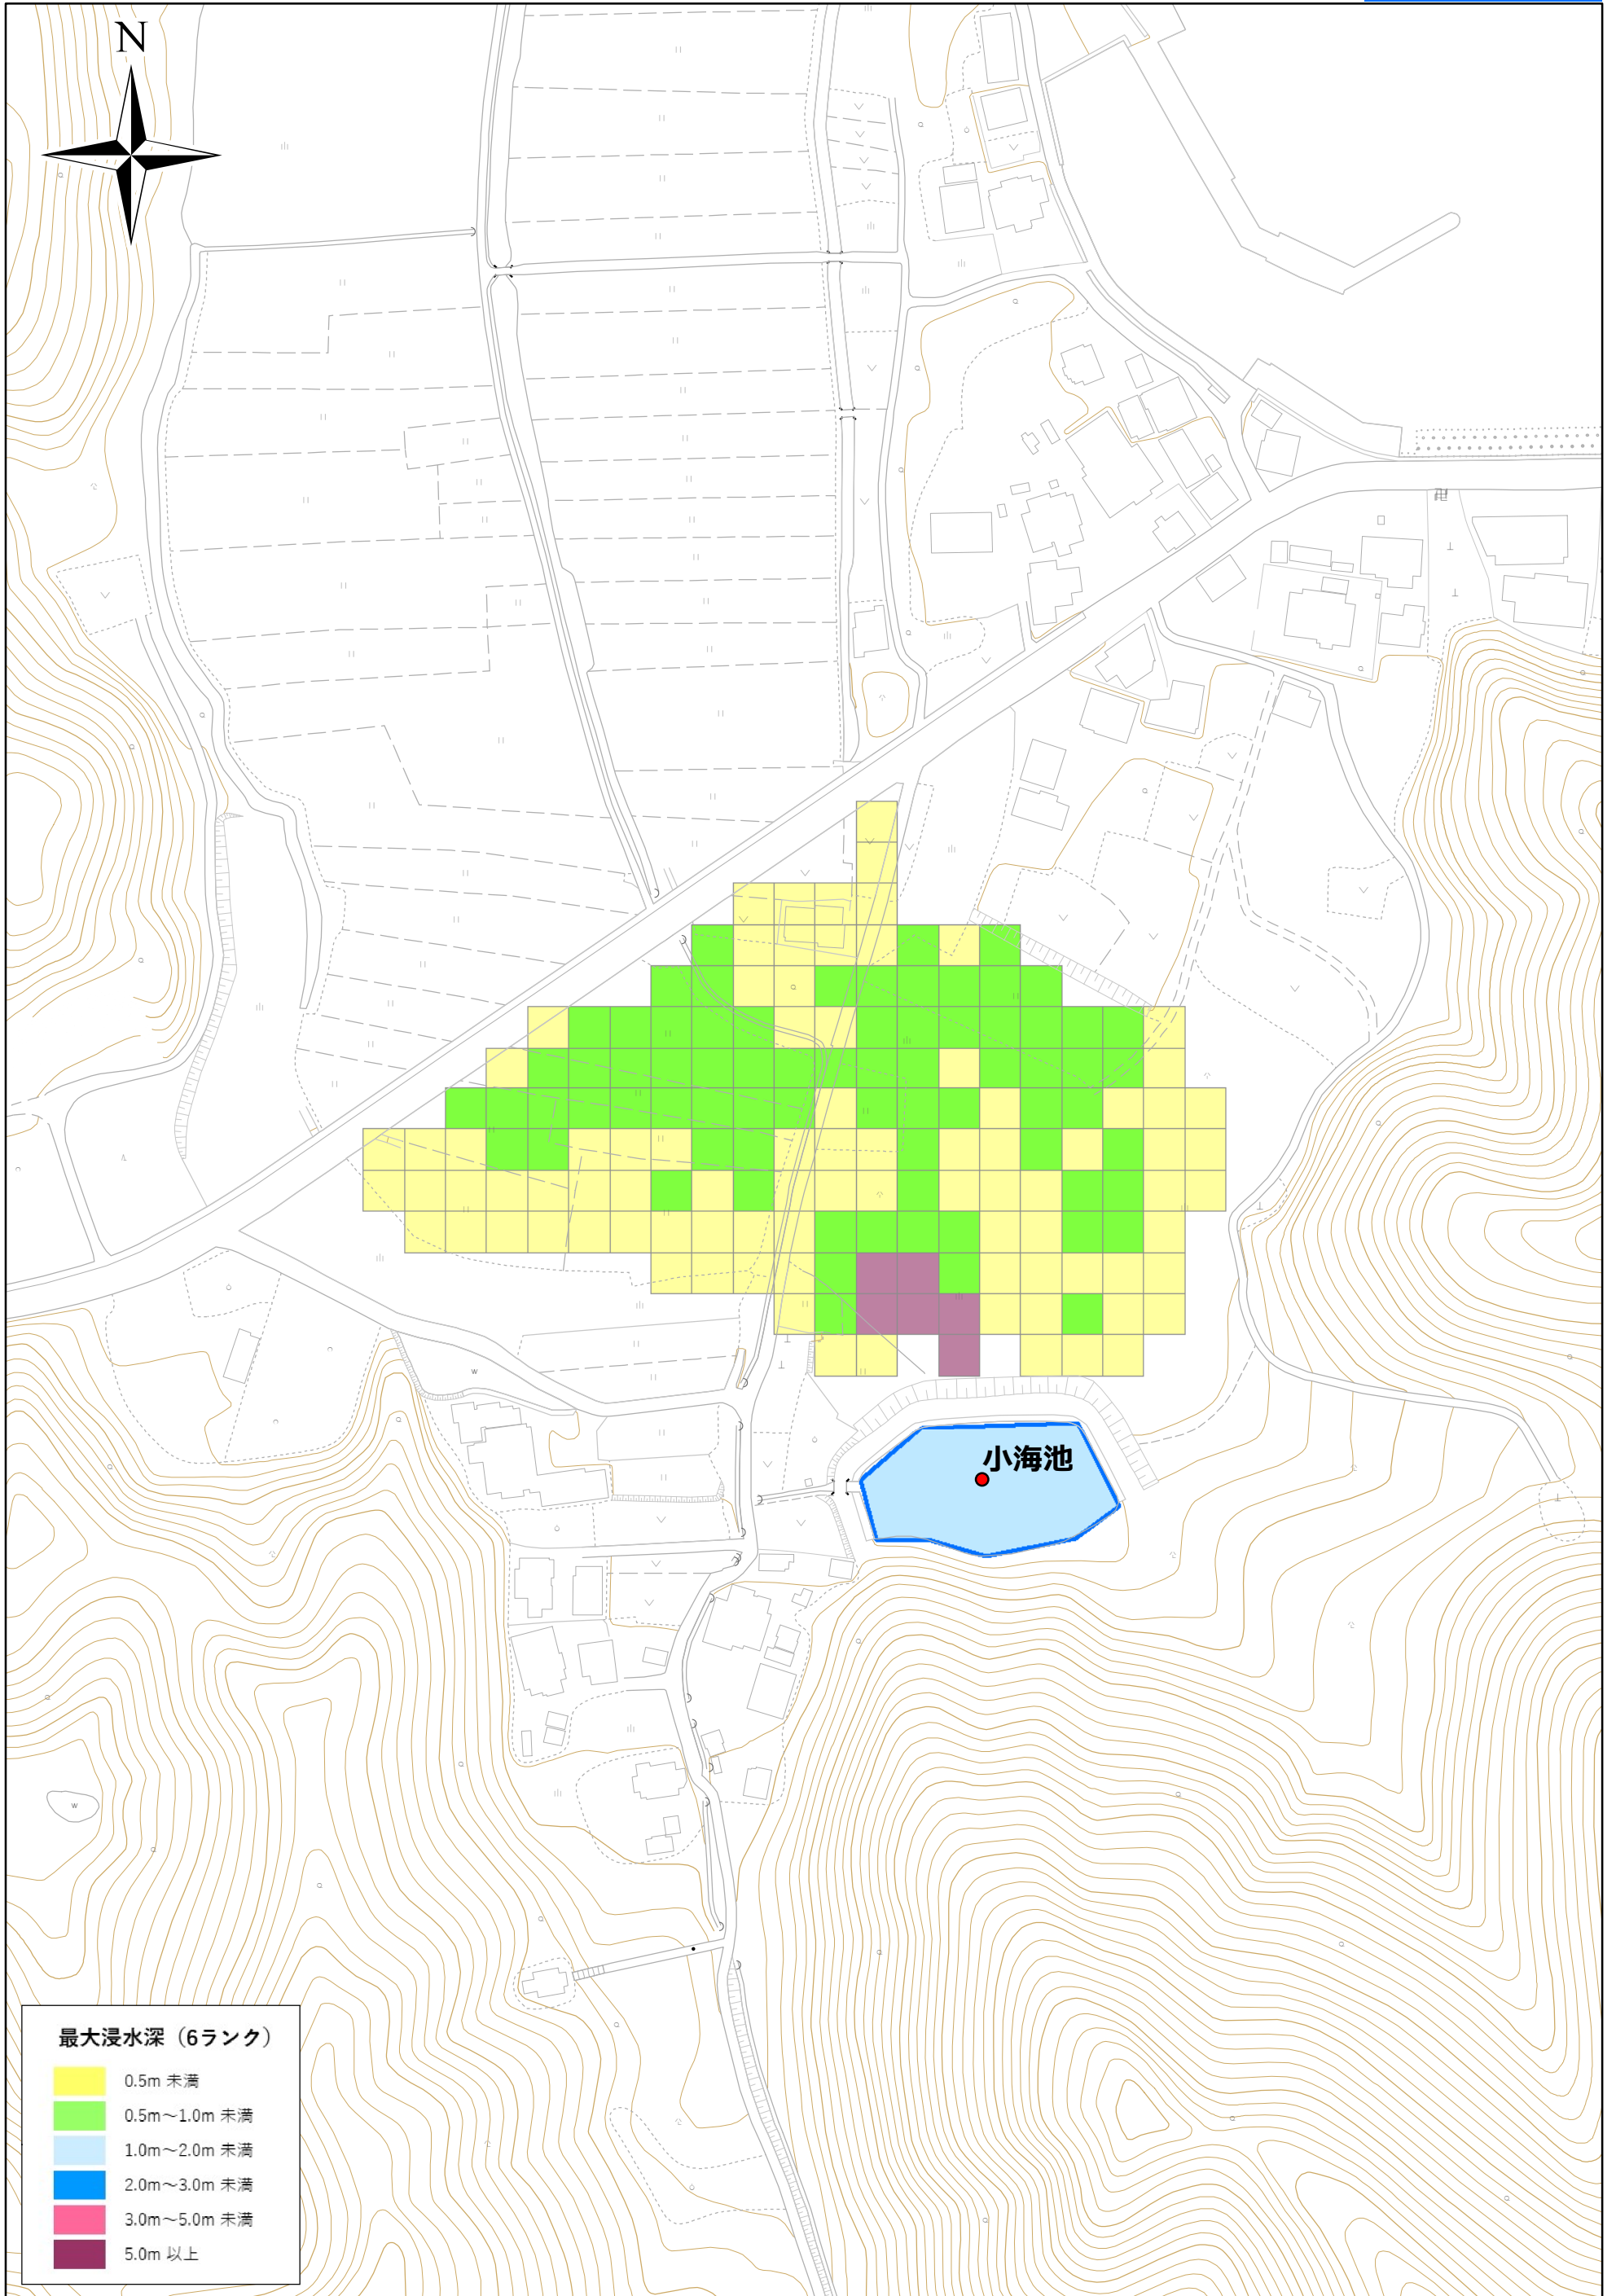 N
小海池
最大浸水深（6ランク）
0.5m 未満
0.5m～1.0m 未満
1.0m～2.0m 未満
2.0m～3.0m 未満
3.0m～5.0m 未満
5.0m 以上